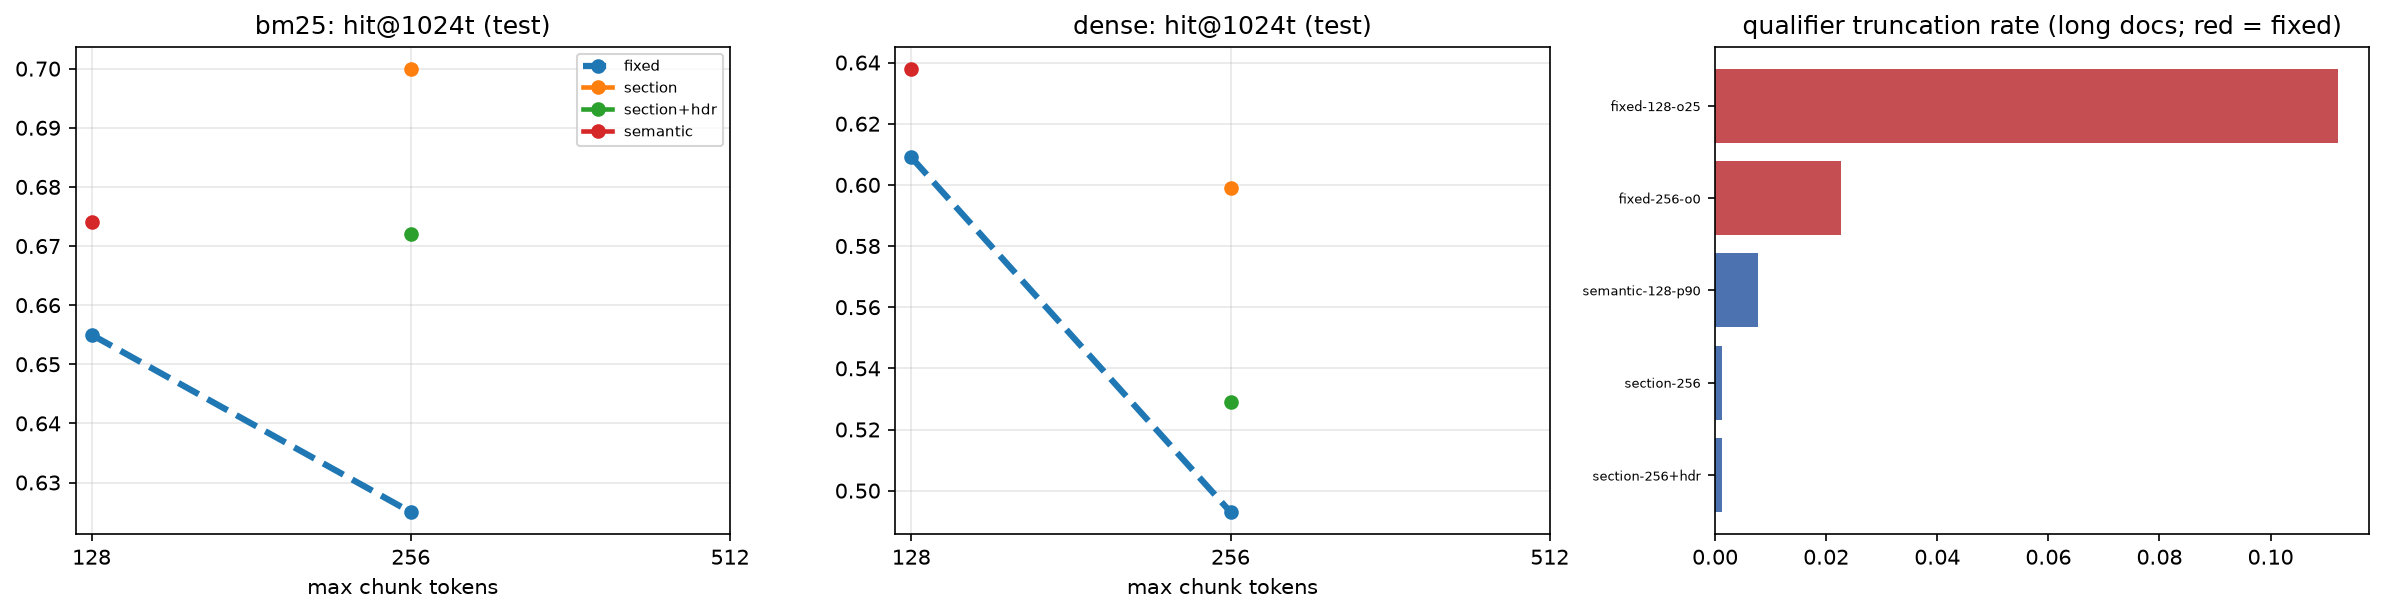 bm25: hit@1024t (test)
0.70
0.69
0.68
0.67
0.66
0.65
0.64
0.63
fixed
section
section+hdr
semantic
128
256
512
max chunk tokens
dense: hit@1024t (test)
0.64
0.62
0.60
0.58
0.56
0.54
0.52
0.50
128
256
512
max chunk tokens
qualifier truncation rate (long docs; red = fixed)
fixed-128-o25
fixed-256-o0
semantic-128-p90
section-256
section-256+hdr
0.00
0.02
0.04
0.06
0.08
0.10